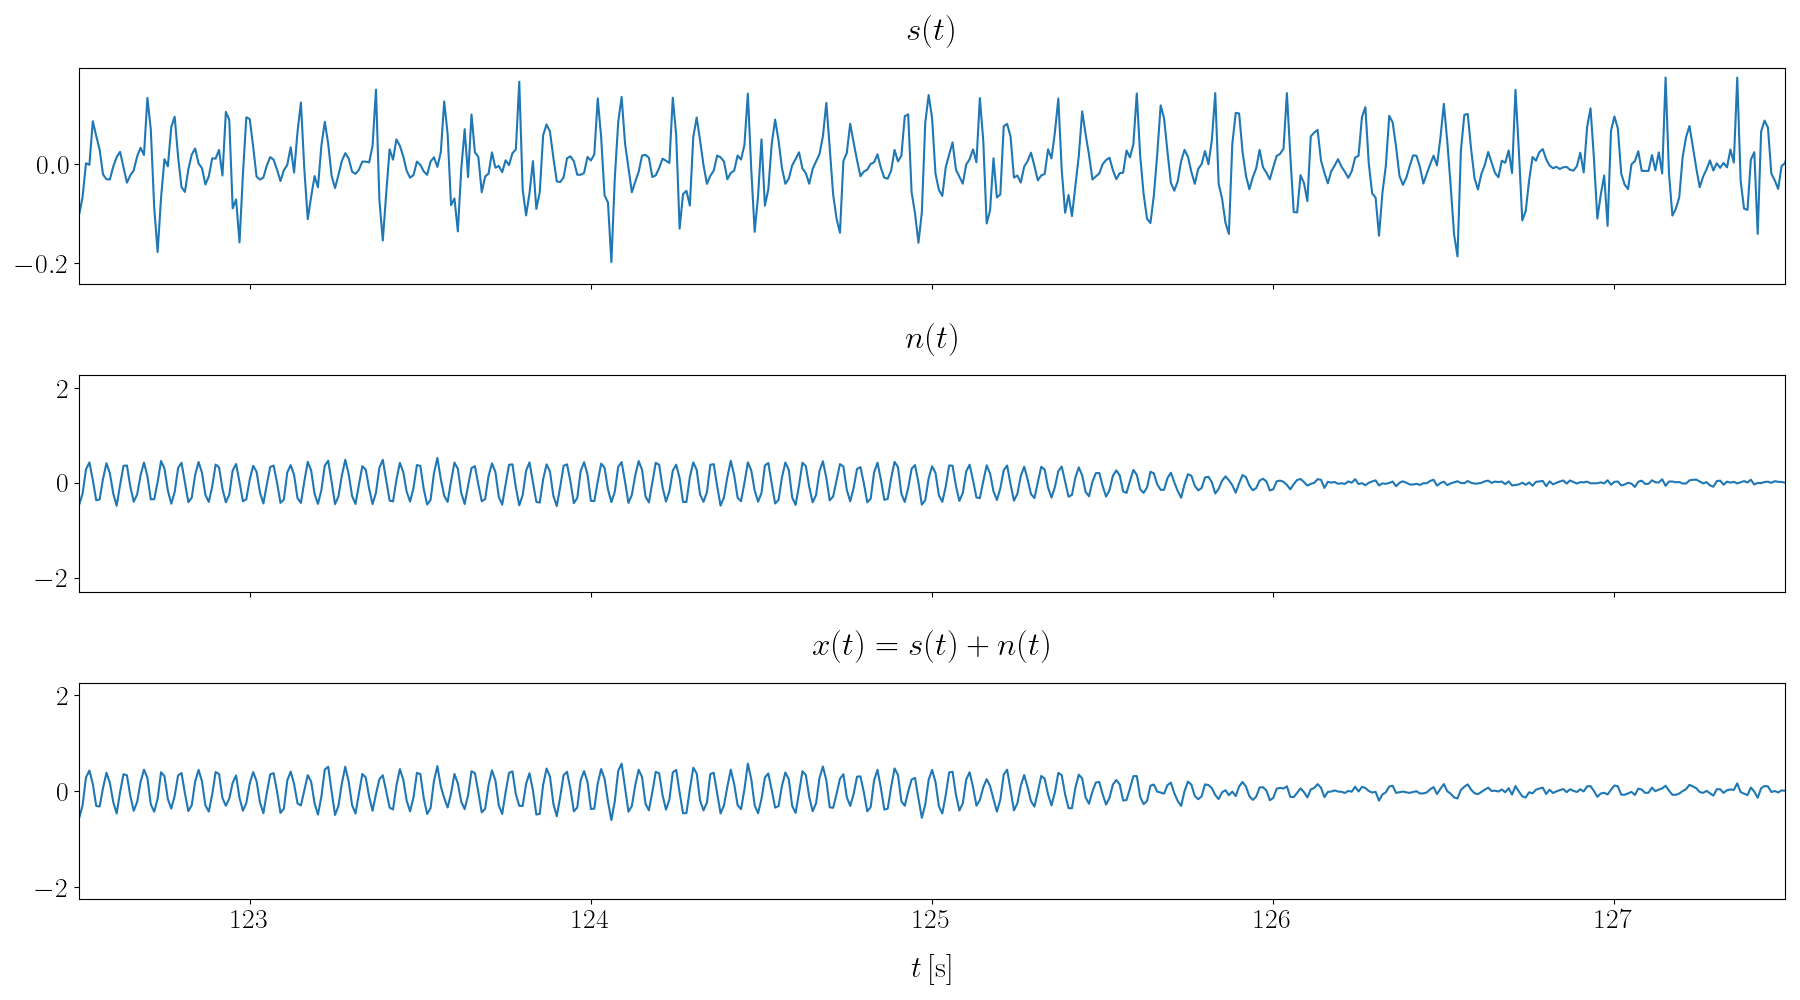 s(t)
0.0
−0.2
n(t)
2
0
−2
x(t) = s(t) + n(t)
2
0
−2
123 124 125 126 127
t [s]